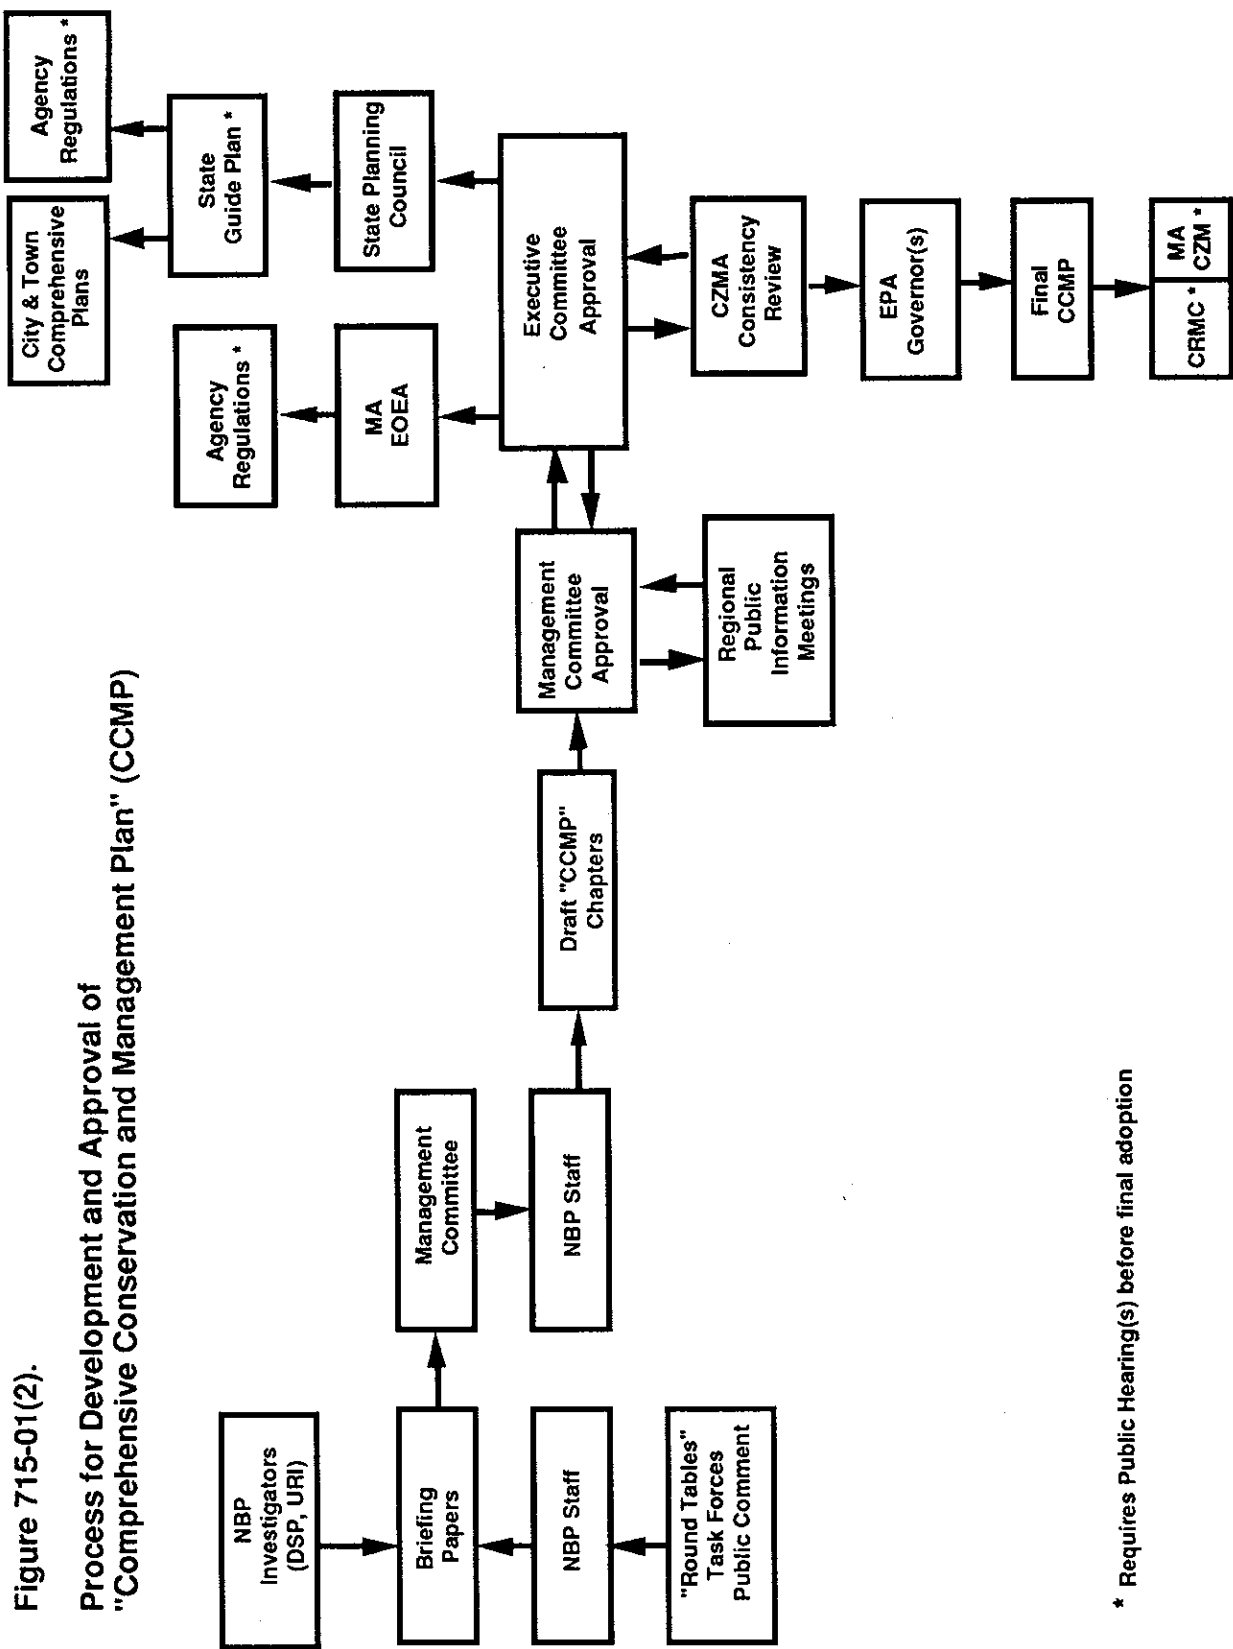 Figure 715-01(2).
Process for Development and Approval of
"Comprehensive Conservation and Management Plan" (CCMP)
NBP
Investigators
(DSP, URI)
Briefing
Papers
NBP Staff
"Round Tables"
Task Forces
Public Comment
Management
Committee
NBP Staff
Draft "CCMP"
Chapters
Management
Committee
Approval
Regional
Public
Information
Meetings
Agency
Regulations *
MA
EOEA
Executive
Committee
Approval
City & Town
Comprehensive
Plans
Agency
Regulations *
State
Guide Plan *
State Planning
Council
CZMA
Consistency
Review
EPA
Governor(s)
Final
CCMP
CRMC *
MA
CZM *
* Requires Public Hearing(s) before final adoption